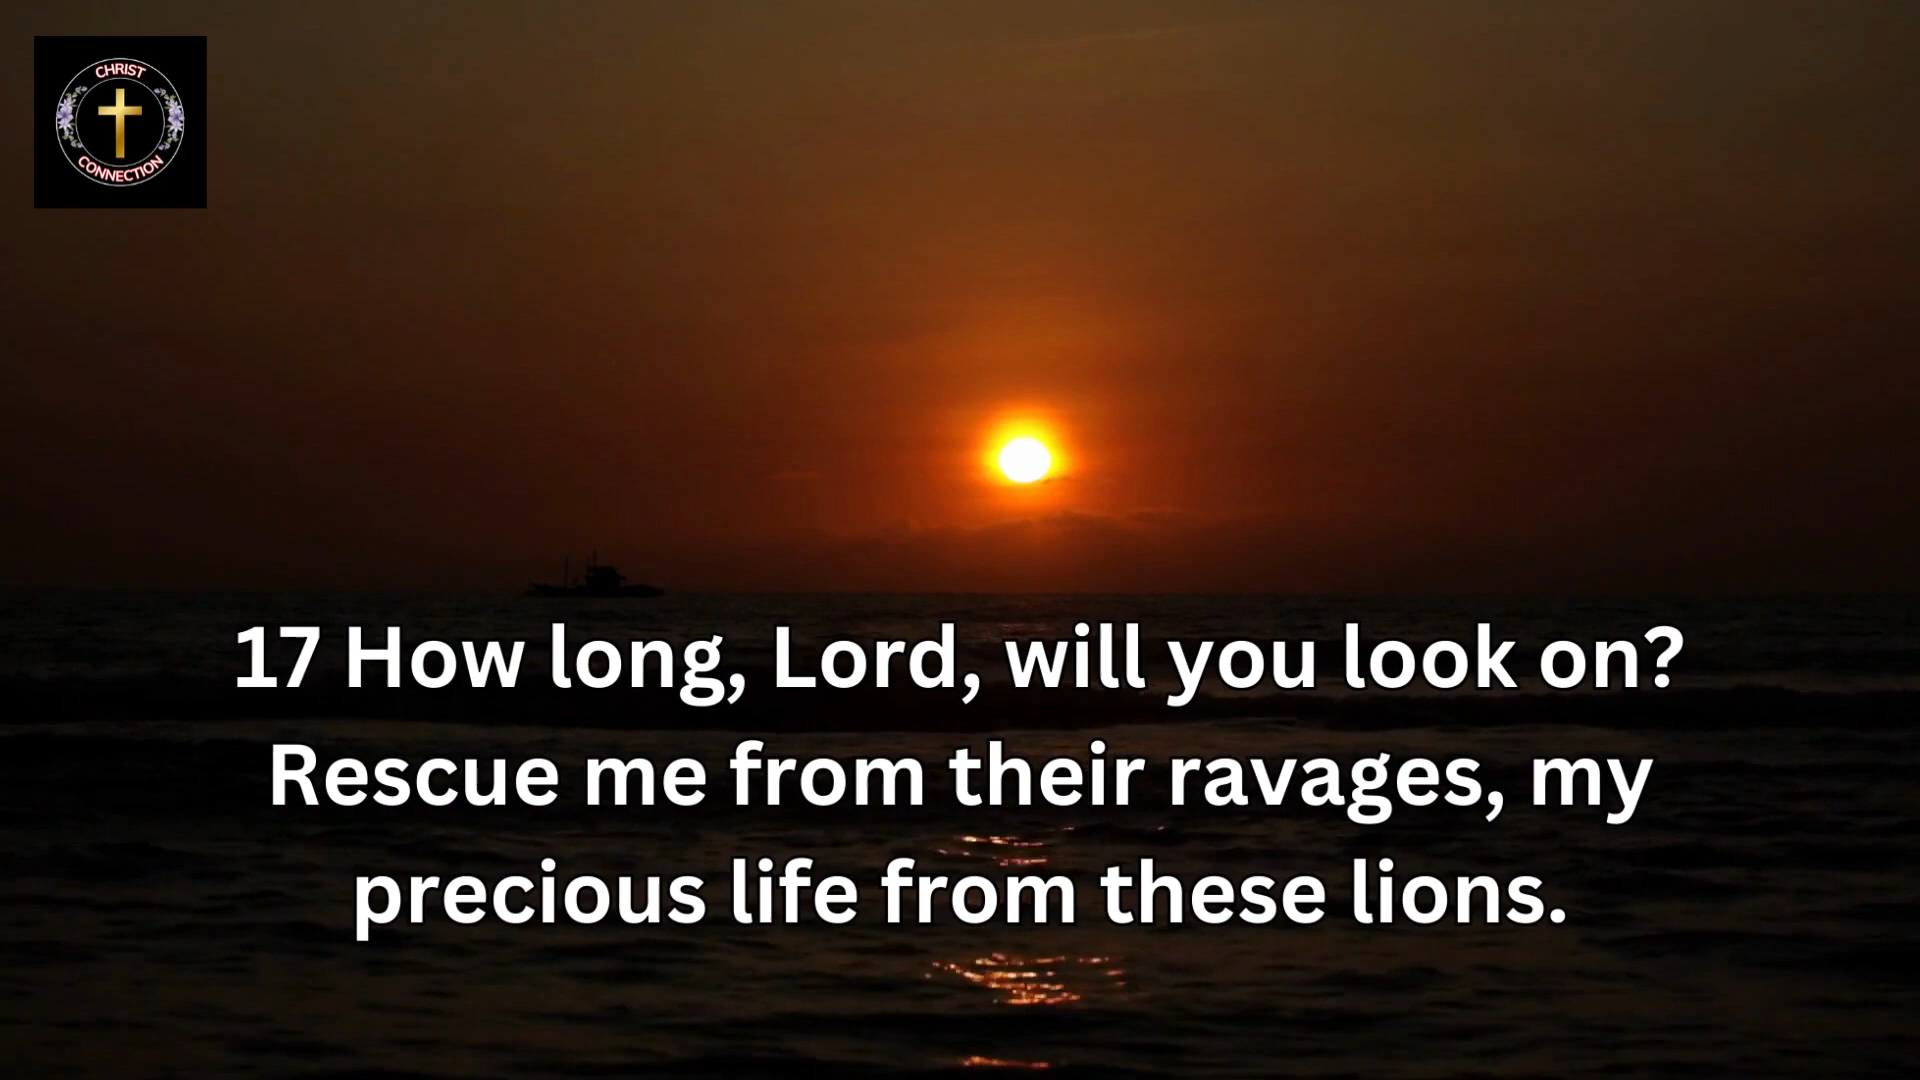 CHRIST
CONNECTION
17 How long, Lord, will you look on?
Rescue me from their ravages, my
precious life from these lions.